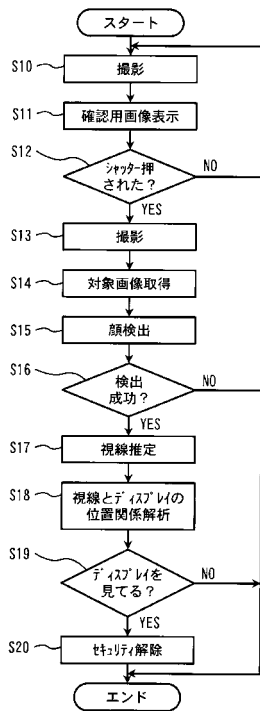 スタート
S10
撮影
S11
確認用画像表示
S12
シャッター押
された？
NO
YES
S13
撮影
S14
対象画像取得
S15
顔検出
S16
検出
成功？
NO
YES
S17
視線推定
S18
視線とディスプレイの
位置関係解析
S19
ディスプレイを
見てる？
NO
YES
S20
セキュリティ解除
エンド